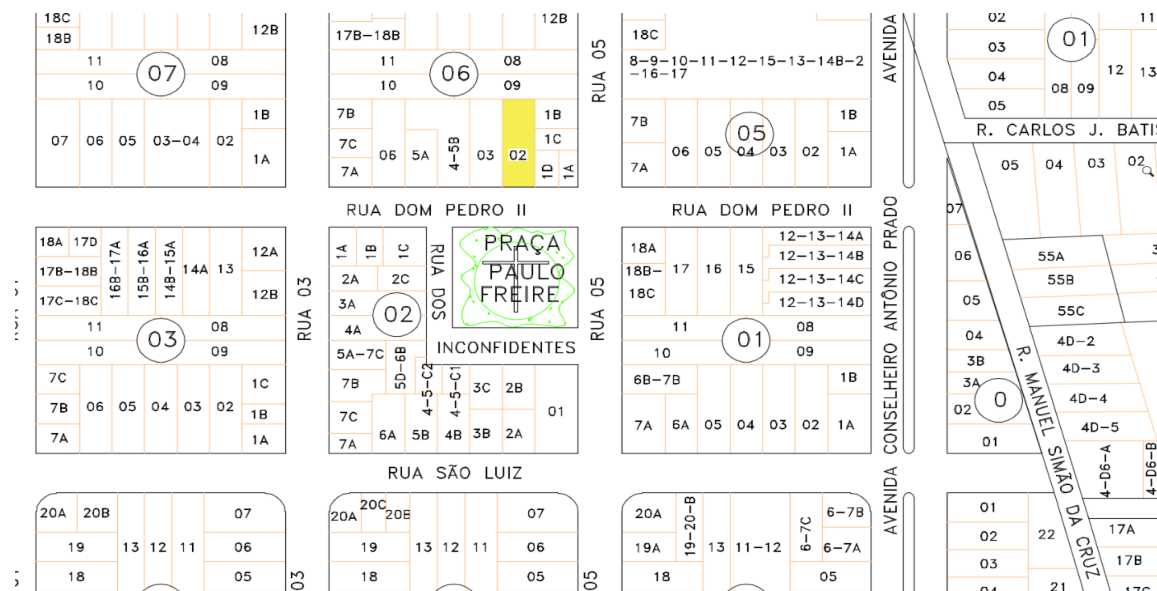 18C
18B
12B
11
08
07
10
09
07
06
05
03-04
02
1B
1A
17B-18B
12B
11
08
06
10
09
7B
7C
7A
06
5A
4-5B
03
02
1B
1C
1D
1A
RUA 05
18C
8-9-10-11-12-15-13-14B-2
-16-17
7B
7A
05
06
05
04
03
02
1B
1A
AVENIDA
02
03
04
05
01
11
08
09
12
13
R. CARLOS J. BATIS
05
04
03
02
RUA DOM PEDRO II
RUA DOM PEDRO II
18A
17D
17B-18B
17C-18C
16B-17A
15B-16A
14B-15A
14A
13
12A
12B
11
08
03
10
09
7C
7B
7A
06
05
04
03
02
1C
1B
1A
RUA 03
1A
1B
1C
2A
2C
3A
4A
02
5A-7C
5D-6B
7B
7C
7A
6A
5B
4-5-C2
4B
4-5-C1
3C
3B
2B
2A
01
RUA DOS
INCONFIDENTES
PRAÇA
PAULO
FREIRE
RUA 05
18A
18B-
18C
17
16
15
12-13-14A
12-13-14B
12-13-14C
12-13-14D
11
08
01
10
09
6B-7B
1B
7A
6A
05
04
03
02
1A
AVENIDA CONSELHEIRO ANTÔNIO PRADO
07
06
05
04
3B
3A
02
01
0
R. MANUEL SIMÃO DA CRUZ
55A
55B
55C
4D-2
4D-3
4D-4
4D-5
4-D6-A
4-D6-B
RUA SÃO LUIZ
20A
20B
19
18
13
12
11
07
06
05
03
20A
20C
20B
19
18
13
12
11
07
06
05
05
20A
19A
19-20-B
18
13
11-12
6-7C
6-7B
6-7A
05
AVENIDA
01
02
03
04
22
21
17A
17B
17C